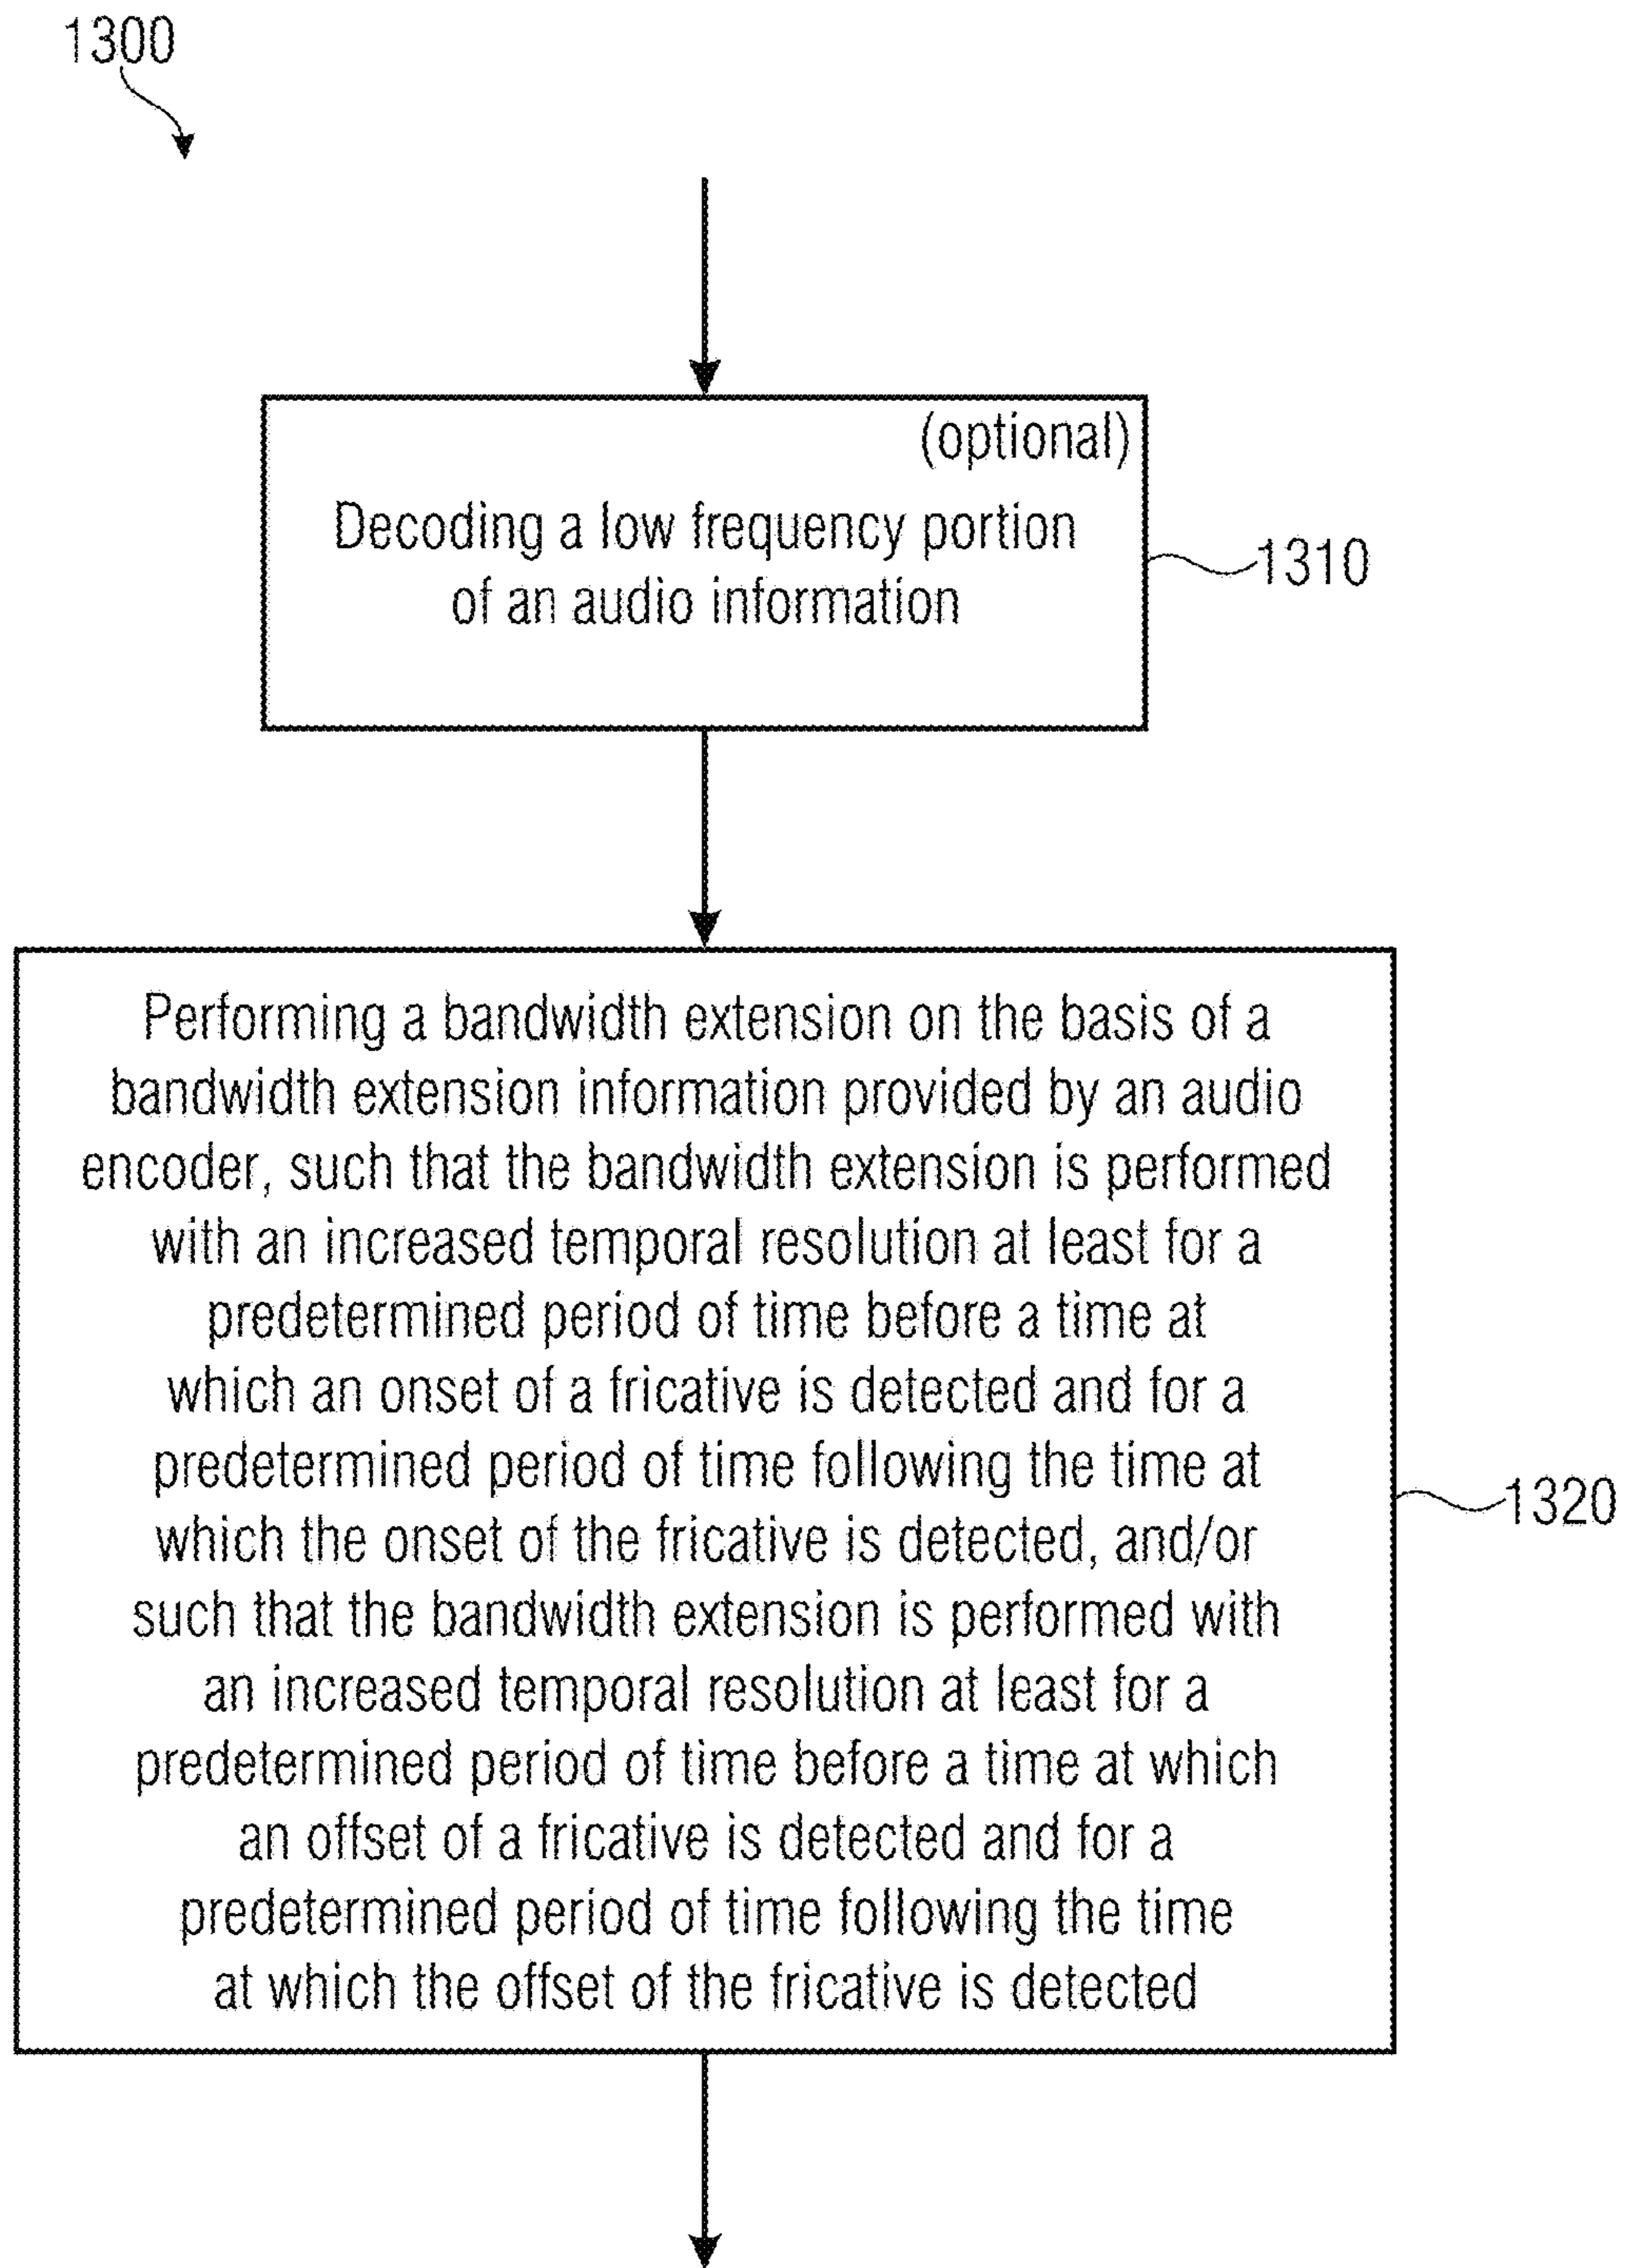 1300
(optional)
Decoding a low frequency portion
of an audio information
1310
Performing a bandwidth extension on the basis of a
bandwidth extension information provided by an audio
encoder, such that the bandwidth extension is performed
with an increased temporal resolution at least for a
predetermined period of time before a time at
which an onset of a fricative is detected and for a
predetermined period of time following the time at
which the onset of the fricative is detected, and/or
such that the bandwidth extension is performed with
an increased temporal resolution at least for a
predetermined period of time before a time at which
an offset of a fricative is detected and for a
predetermined period of time following the time
at which the offset of the fricative is detected
1320